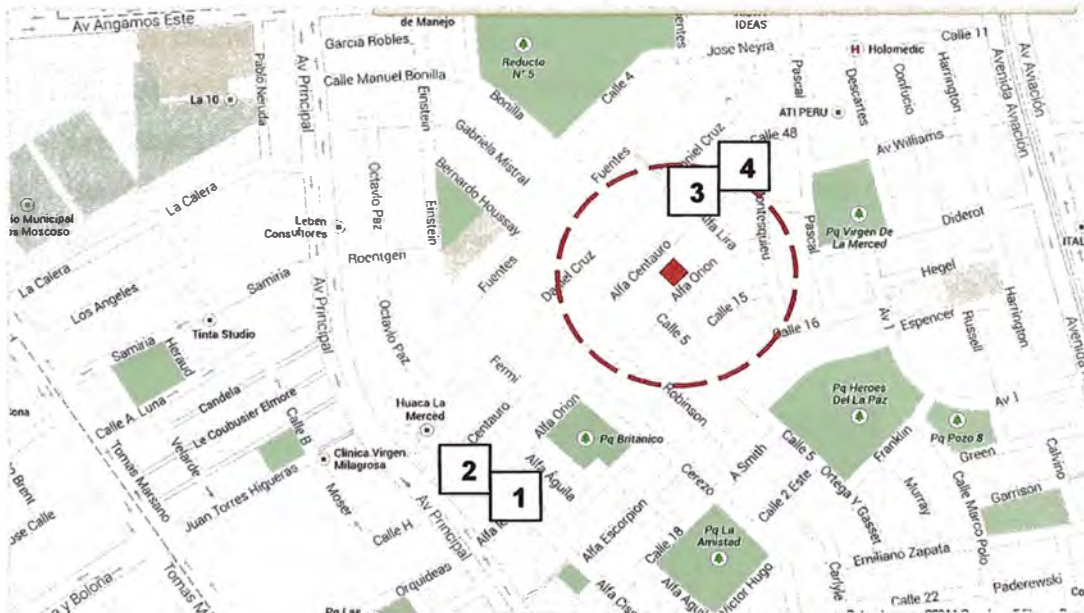 Av Angamos Este
de Manejo
IDEAS
Calle 11
Garcia Robles
Jose Neyra
Holomedic
H
Reducto
N° 5
Calle Manuel Bonilla
Pablo Neruda
Av Principal
Einstein
Bonilla
Calle 4
Pascal
Descartes
Confucio
Harrington
Avenida Aviación
Av Aviación
La 10
ATI PERU
Calle 48
Gabriela Mistral
Fuentes
Av Williams
Octavio Paz
Bernardo Houssay
Einstein
3
4
La Calera
Leben
Consultores
Alfa Lira
Pascal
Pq Virgen De
La Merced
Diderot
Roentgen
Fuentes
Daniel Cruz
Alfa Centauro
Alfa Orion
Hegel
La Calera
Los Angeles
Samiria
Av Principal
Octavio Paz
Calle 5
Calle 15
Calle 16
Av 1
Espencer
Russell
Harrington
Tinta Studio
Samiria
Heraud
Fermi
Robinson
Pq Heroes
Del La Paz
Av 1
Candela
Calle A. Luna
Le Coubusier Elmore
Calle B
Huaca La
Merced
Centauro
Alfa Orion
Pq Britanico
Pq Pozo 8
Franklin
Green
Calvino
Clinica Virgen
Milagrosa
2
1
Alfa Águila
Cerezo
A Smith
Calle 5
Calle 2 Este
Ortega Y Gasset
Murray
Calle Marco Polo
Garrison
Tomas Marsano
Velarde
Juan Torres Higueras
Moser
Calle H
Av Principal
Alfa Escorpion
Calle 18
Pq La
Amistad
Emiliano Zapata
Orquideas
Victor Hugo
Carlyle
Calle 22
Paderewski